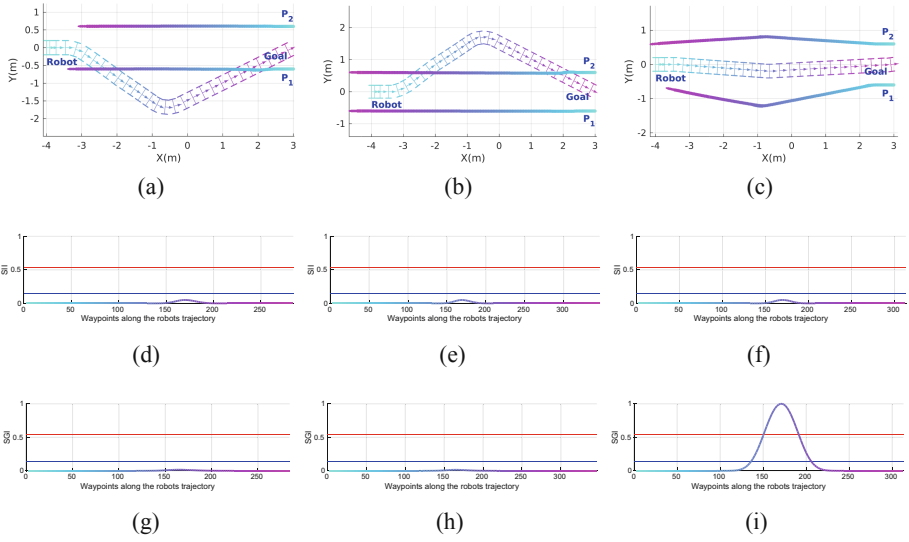 P2
1
0.5
0
-0.5
-1
-1.5
-2
Y(m)
Robot
Goal
P1
-4 -3 -2 -1 0 1 2 3
X(m)
(a)
2
1
0
-1
Y(m)
P2
Robot
Goal
P1
-4 -3 -2 -1 0 1 2 3
X(m)
(b)
2
1
0
-1
-2
Y(m)
P2
Robot
Goal
P1
-4 -3 -2 -1 0 1 2 3
X(m)
(c)
1
0.5
0
SII
0 50 100 150 200 250
Waypoints along the robots trajectory
(d)
1
0.5
0
SII
0 50 100 150 200 250 300
Waypoints along the robots trajectory
(e)
1
0.5
0
SII
0 50 100 150 200 250 300
Waypoints along the robots trajectory
(f)
1
0.5
0
SGI
0 50 100 150 200 250
Waypoints along the robots trajectory
(g)
1
0.5
0
SGI
0 50 100 150 200 250 300
Waypoints along the robots trajectory
(h)
1
0.5
0
SGI
0 50 100 150 200 250 300
Waypoints along the robots trajectory
(i)